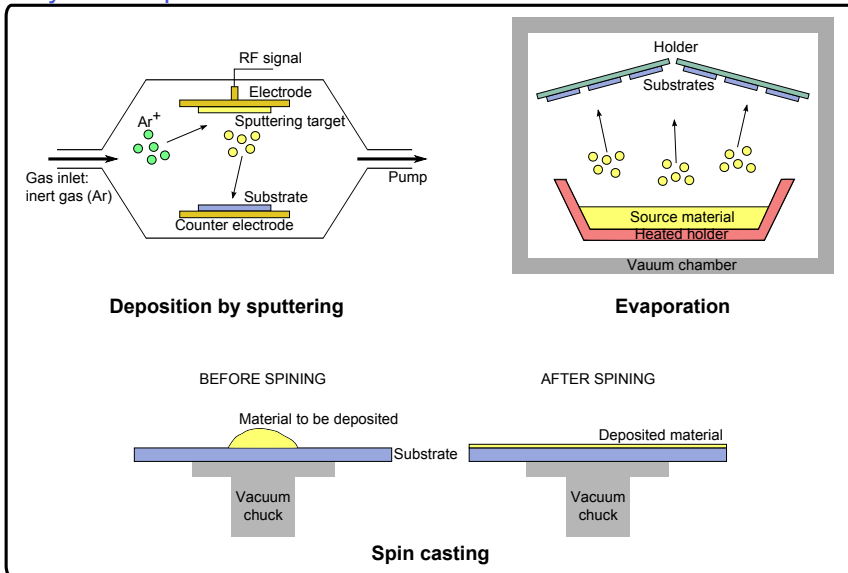 RF signal
Electrode
Ar+
Sputtering target
Gas inlet:
inert gas (Ar)
Pump
Substrate
Counter electrode
Deposition by sputtering
Holder
Substrates
Source material
Heated holder
Vauum chamber
Evaporation
BEFORE SPINING
Material to be deposited
Substrate
Vacuum
chuck
AFTER SPINING
Deposited material
Vacuum
chuck
Spin casting